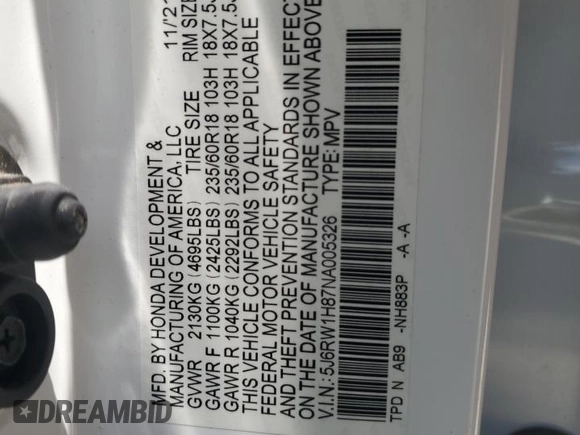 MFD. BY HONDA DEVELOPMENT & 11/21
MANUFACTURING OF AMERICA, LLC
GVWR 2130KG (4695LBS) TIRE SIZE RIM SIZE
GAWR F 1100KG (2425LBS) 235/60R18 103H 18X7.5J
GAWR R 1040KG (2292LBS) 235/60R18 103H 18X7.5J
THIS VEHICLE CONFORMS TO ALL APPLICABLE
FEDERAL MOTOR VEHICLE SAFETY
AND THEFT PREVENTION STANDARDS IN EFFECT
ON THE DATE OF MANUFACTURE SHOWN ABOVE
V.I.N.: 5J6RW1H87NA005326 TYPE: MPV
TPD N AB9 -NH883P -A -A
DREAMBID